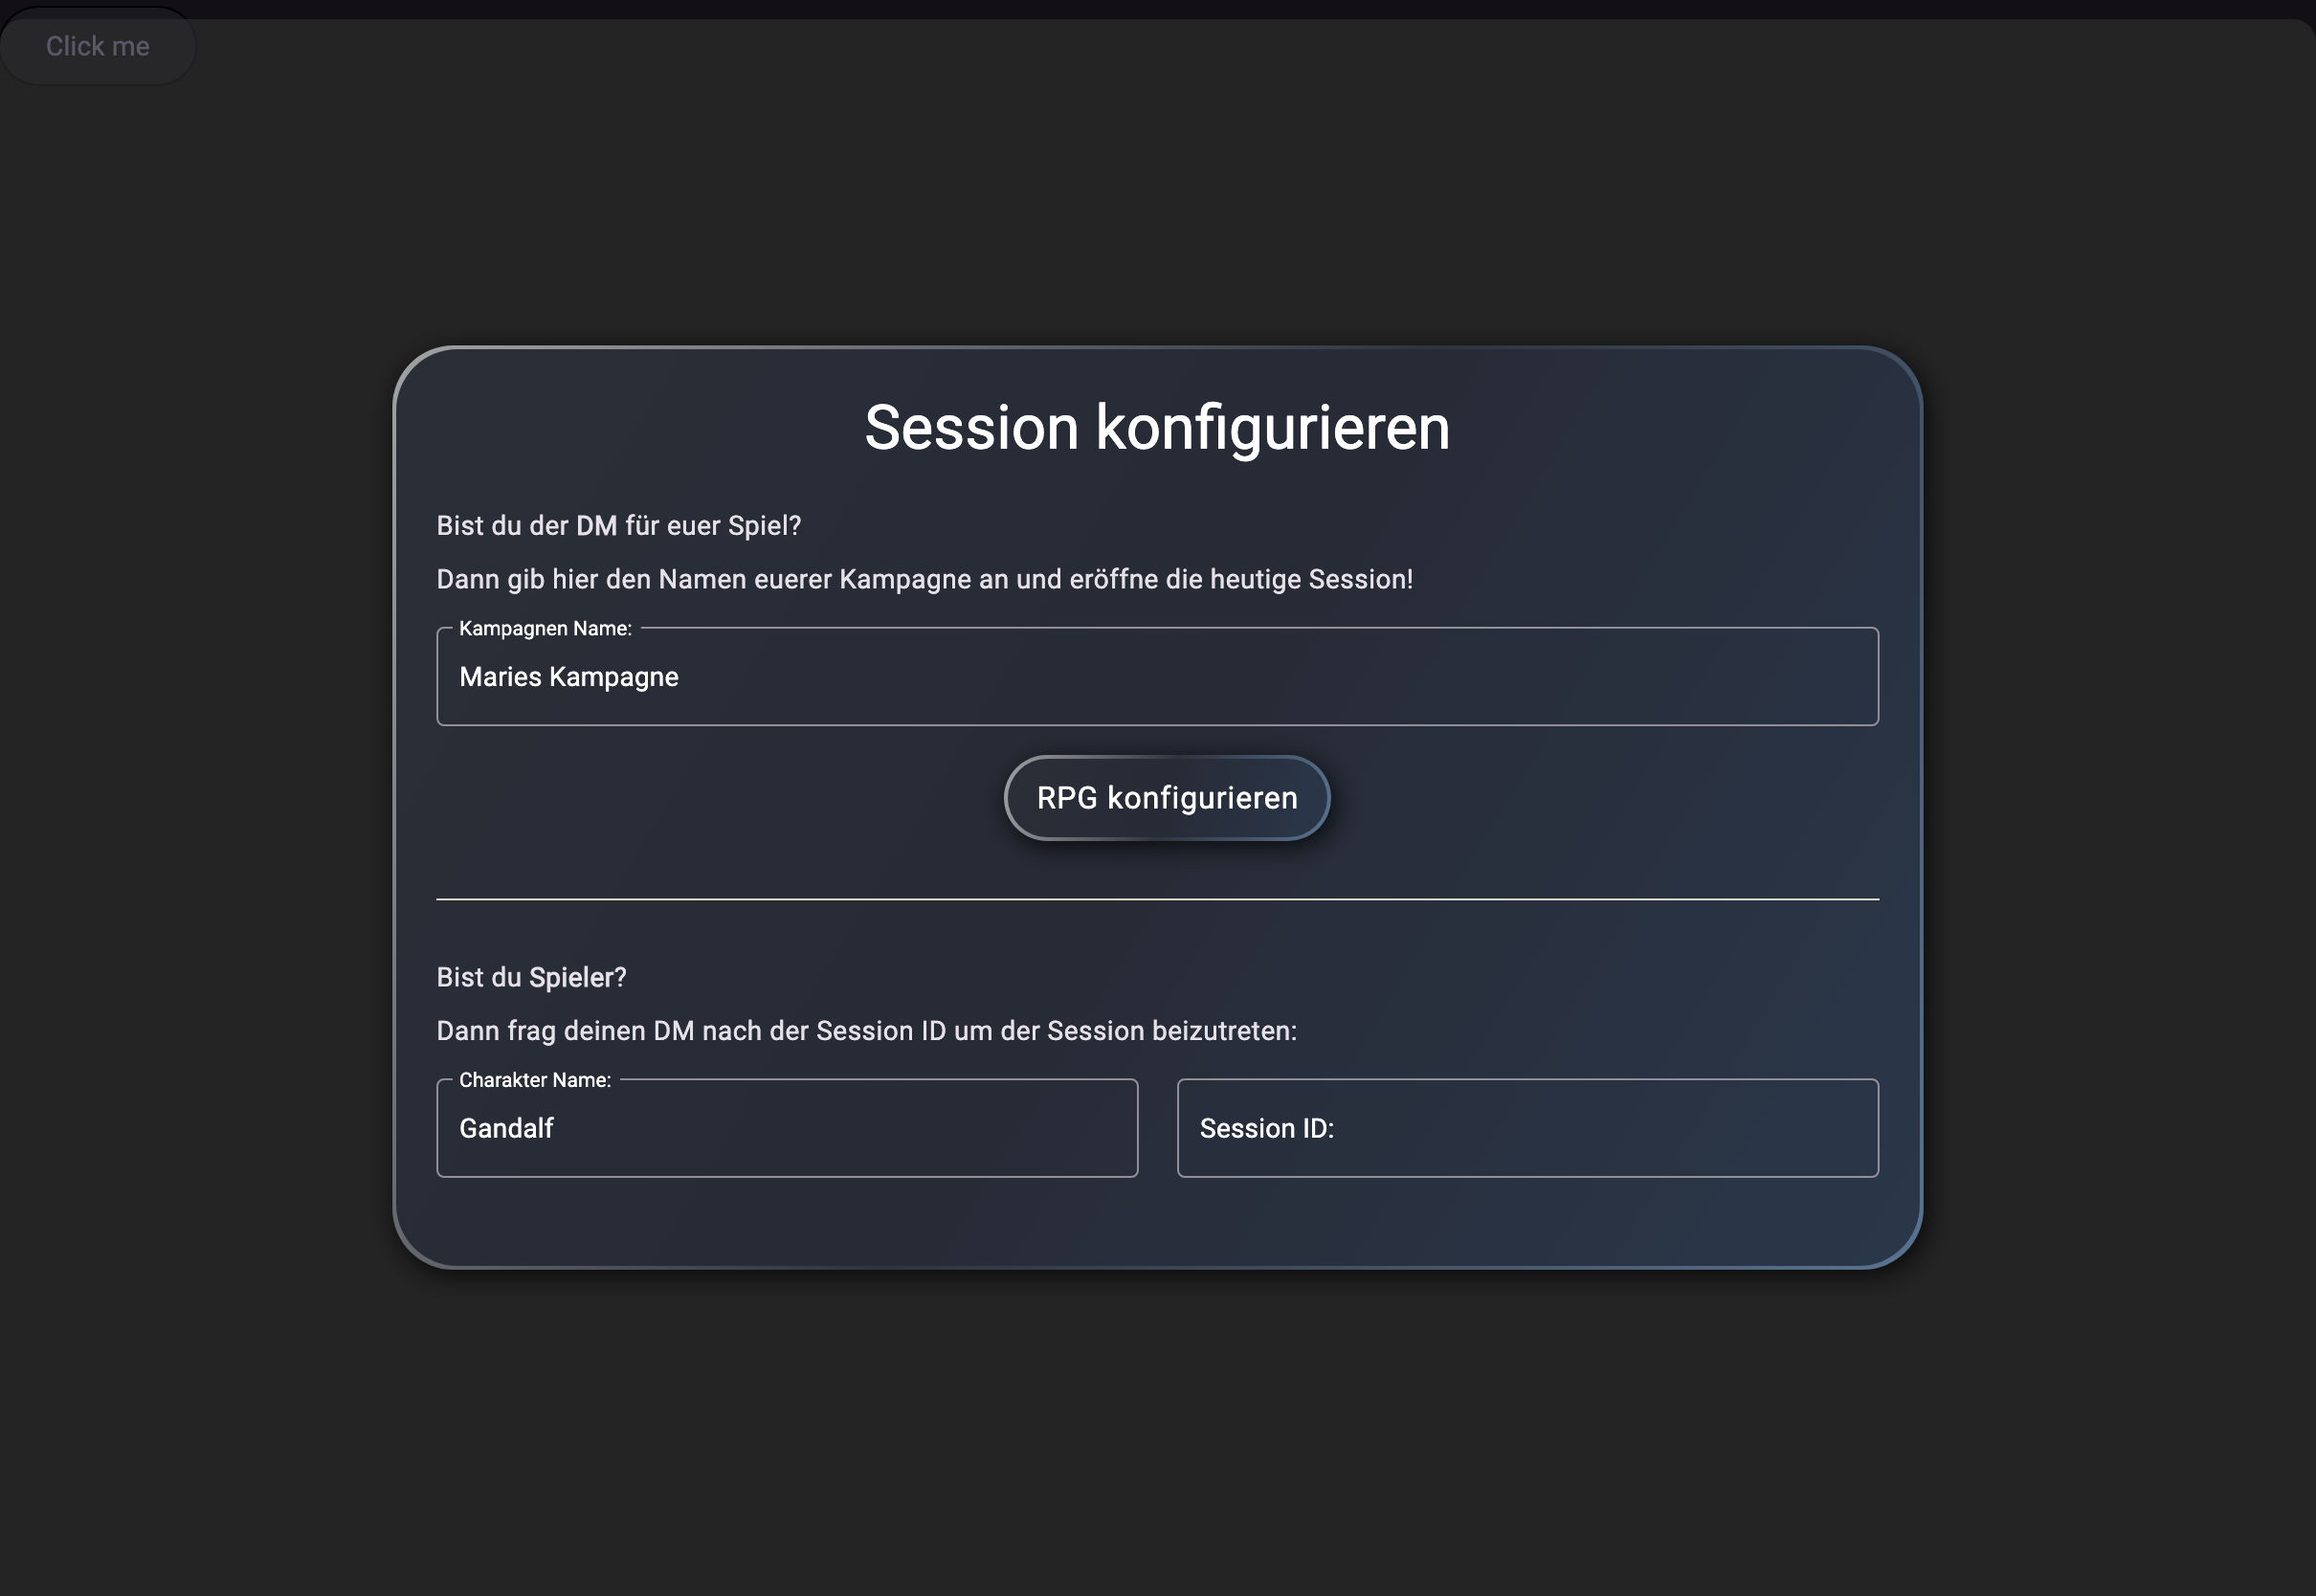 Click me
Session konfigurieren
Bist du der DM für euer Spiel?
Dann gib hier den Namen euerer Kampagne an und eröffne die heutige Session!
Kampagnen Name:
Maries Kampagne
RPG konfigurieren
Bist du Spieler?
Dann frag deinen DM nach der Session ID um der Session beizutreten:
Charakter Name:
Gandalf
Session ID: